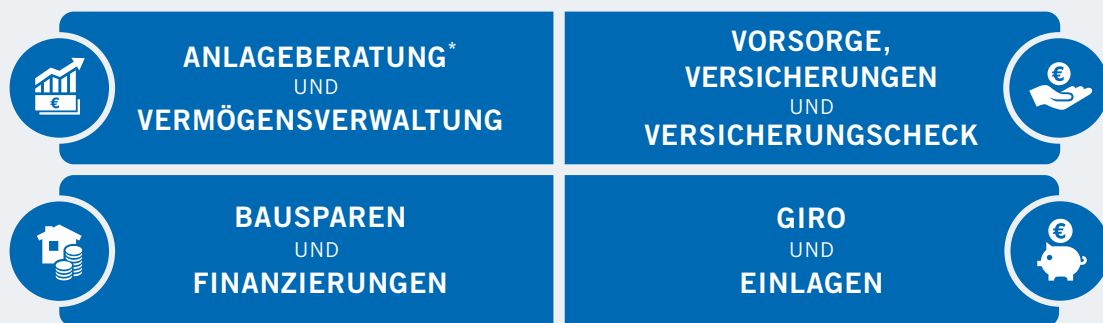 ANLAGEBERATUNG*
UND
VERMÖGENSVERWALTUNG
€
VORSORGE,
VERSICHERUNGEN
UND
VERSICHERUNGSCHECK
€
BAUSPAREN
UND
FINANZIERUNGEN
GIRO
UND
EINLAGEN
€